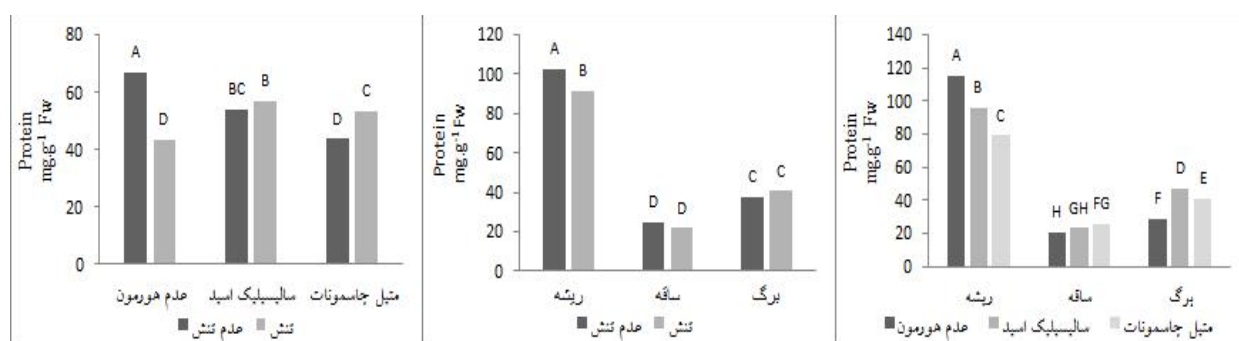 80
60
40
20
0
Protein
mg.g⁻¹ Fw
A
D
BC
B
D
C
عدم هورمون
سالیسیلیک اسید
متیل جاسمونات
عدم تنش
تنش
120
100
80
60
40
20
0
Protein
mg.g⁻¹ Fw
A
B
D
D
C
C
ریشه
ساقه
برگ
عدم تنش
تنش
140
120
100
80
60
40
20
0
Protein
mg.g⁻¹ Fw
A
B
C
H
GH
FG
F
D
E
ریشه
ساقه
برگ
عدم هورمون
سالیسیلیک اسید
متیل جاسمونات